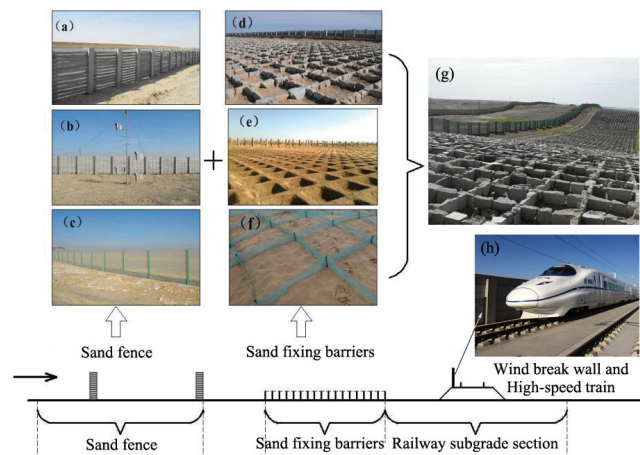 (a)
(d)
(g)
(b)
(e)
+
(c)
(f)
(h)
Sand fence
Sand fixing barriers
Wind break wall and
High-speed train
Sand fence
Sand fixing barriers
Railway subgrade section